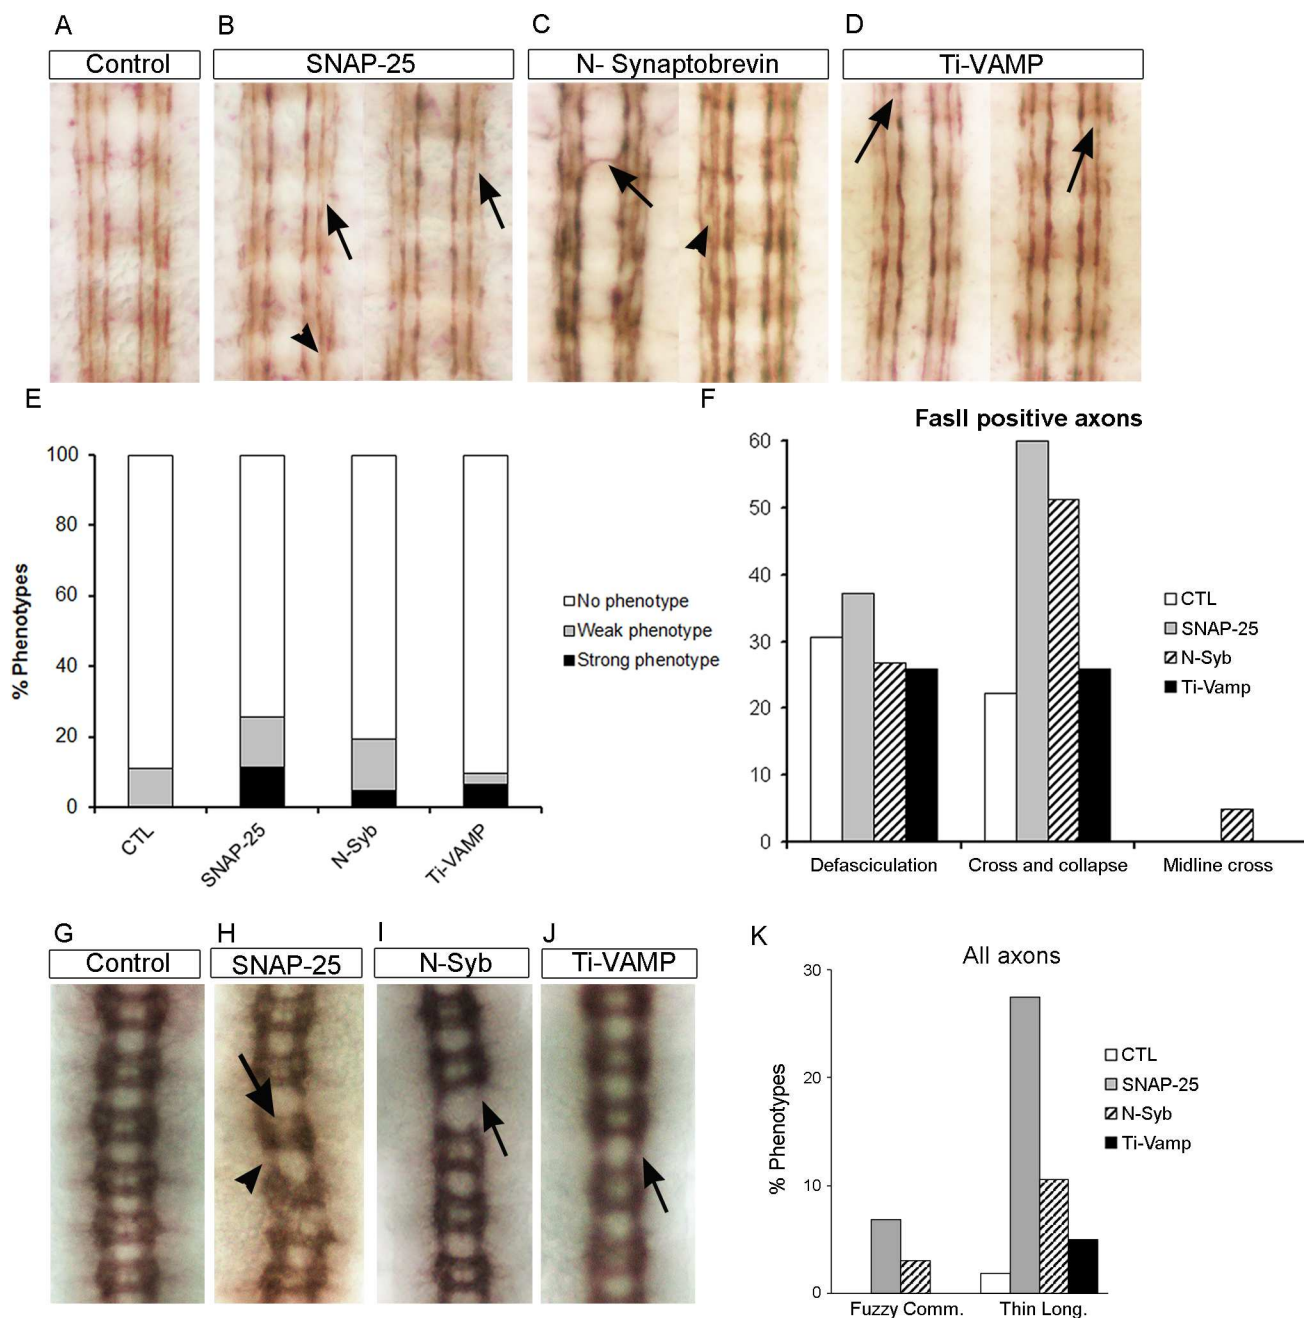 A
B
C
D
Control
SNAP-25
N- Synaptobrevin
Ti-VAMP
E
F
100
80
60
40
20
0
% Phenotypes
CTL
SNAP-25
N-Syb
Ti-VAMP
No phenotype
Weak phenotype
Strong phenotype
FasII positive axons
60
50
40
30
20
10
0
Defasciculation
Cross and collapse
Midline cross
CTL
SNAP-25
N-Syb
Ti-Vamp
G
H
I
J
Control
SNAP-25
N-Syb
Ti-VAMP
K
All axons
30
20
10
0
% Phenotypes
Fuzzy Comm.
Thin Long.
CTL
SNAP-25
N-Syb
Ti-Vamp